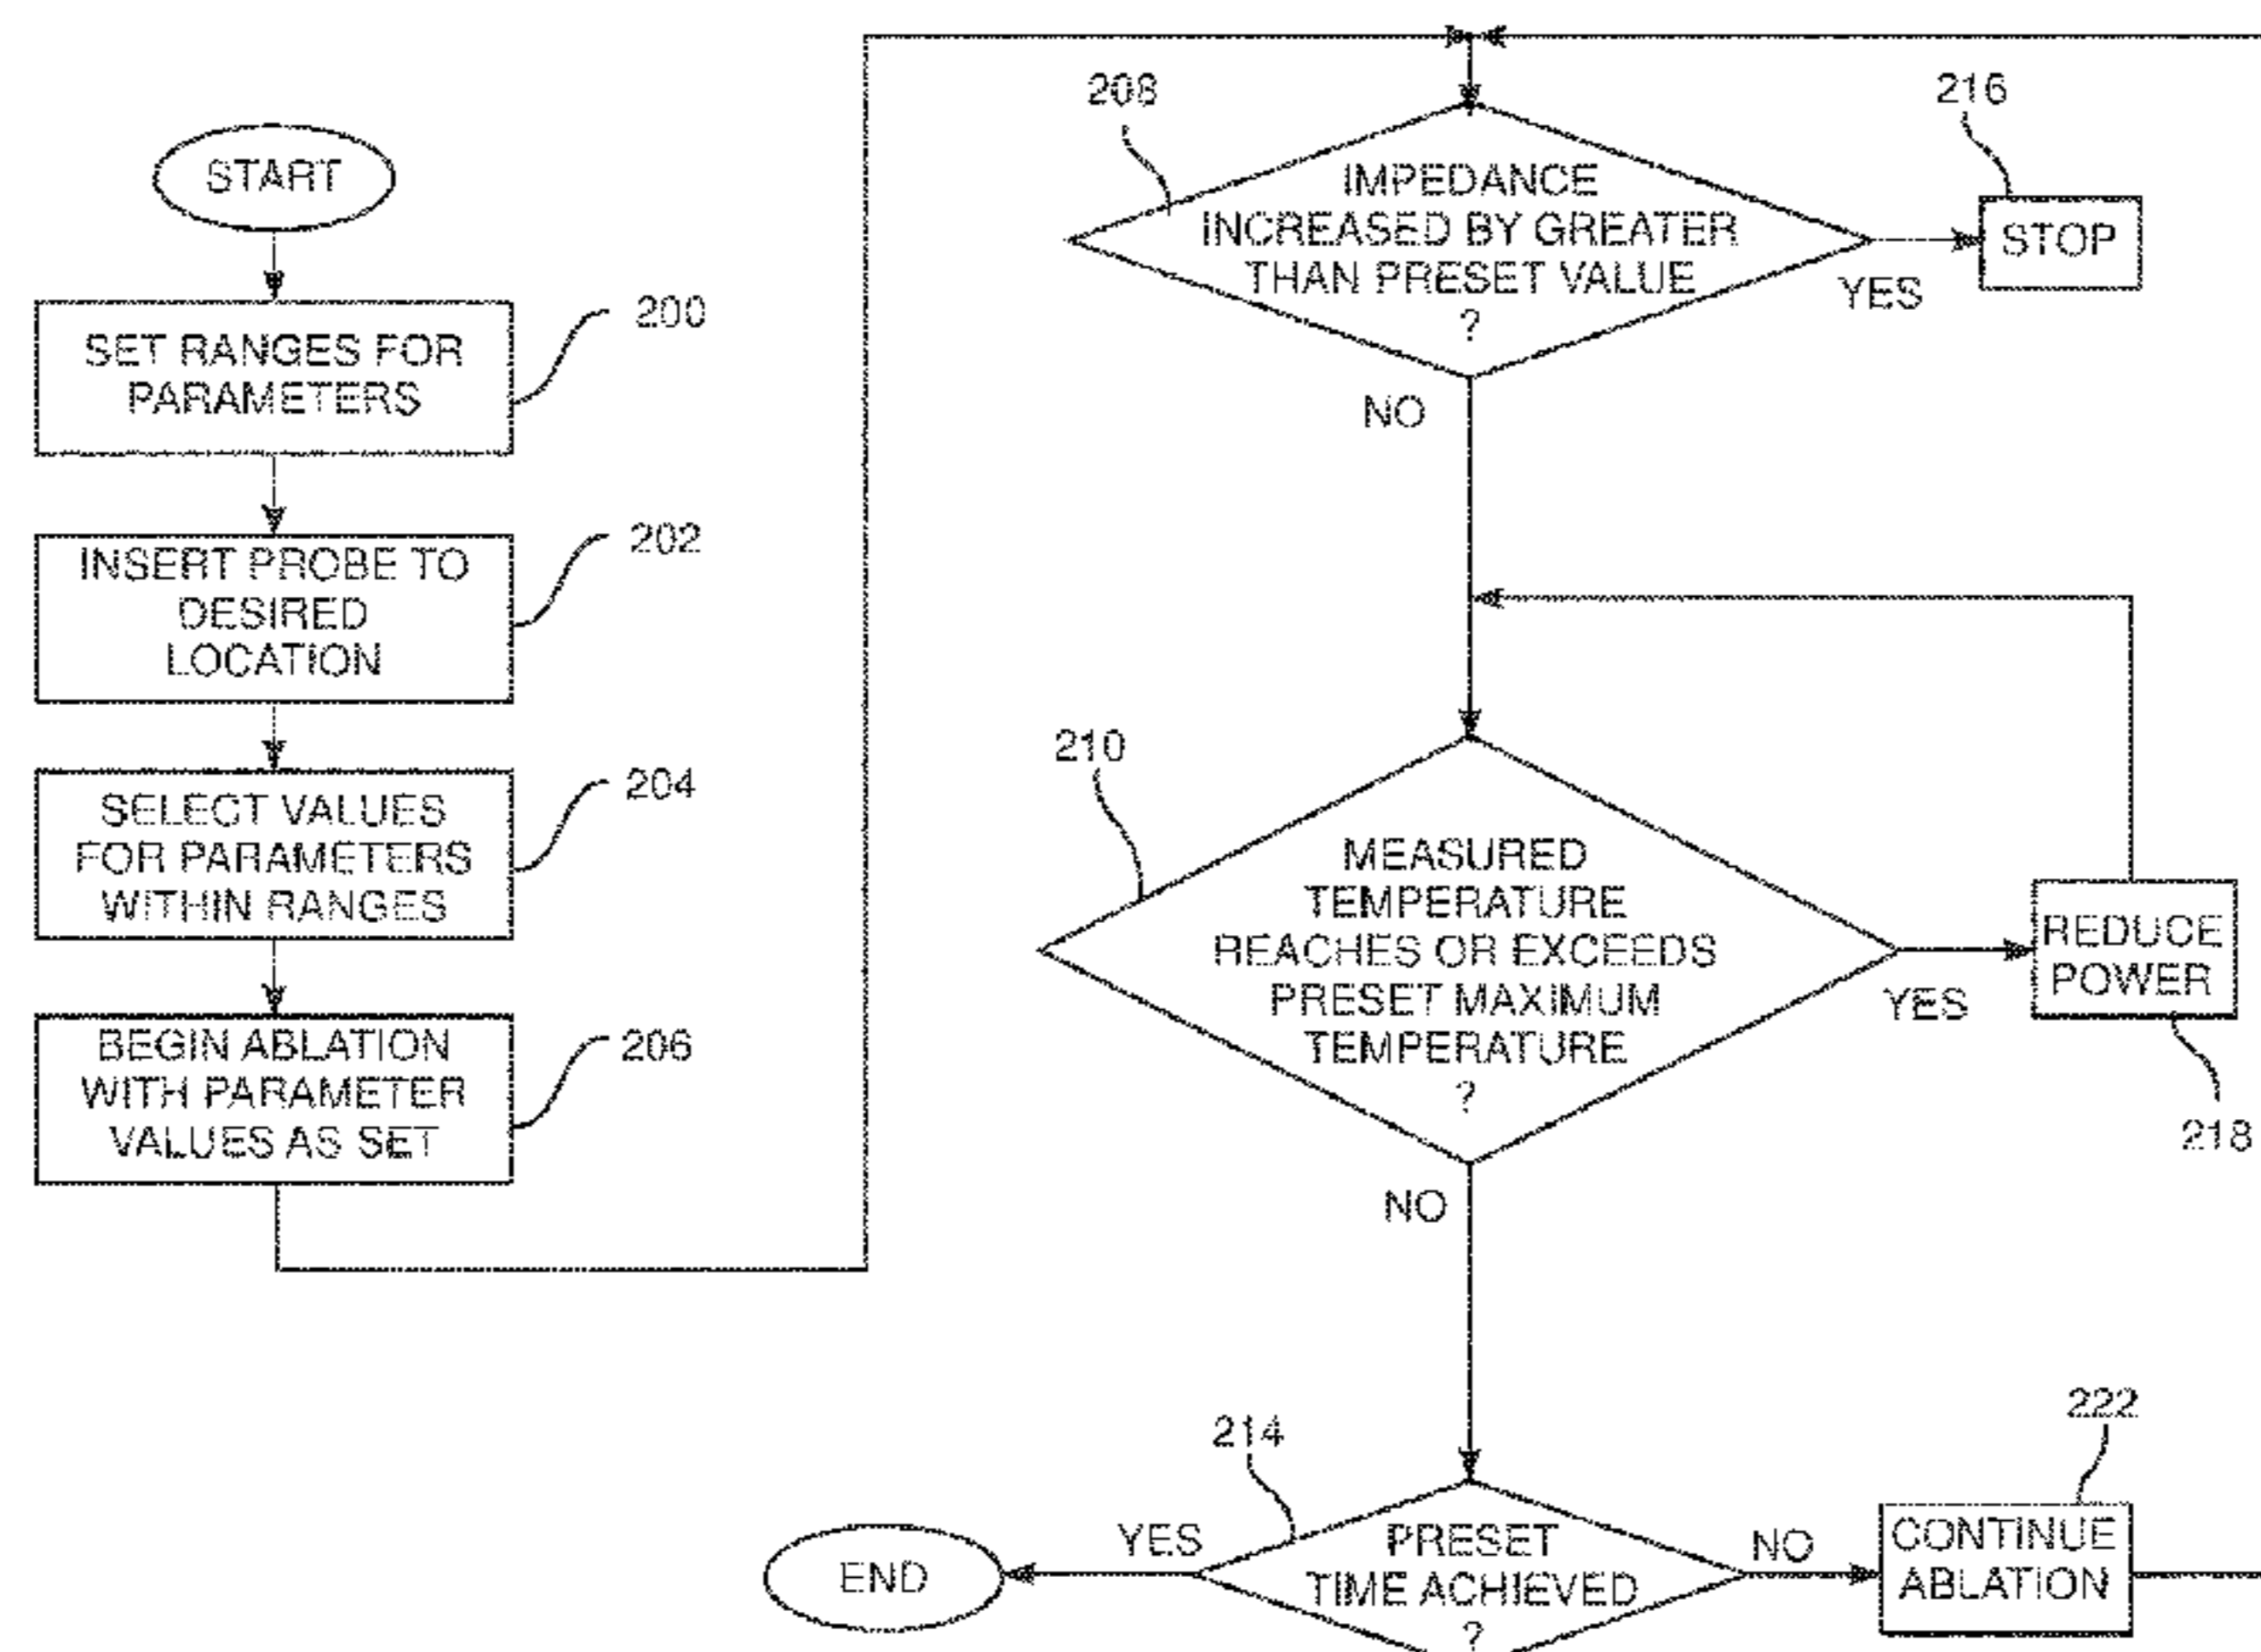 START
SET RANGES FOR
PARAMETERS
200
INSERT PROBE TO
DESIRED
LOCATION
202
SELECT VALUES
FOR PARAMETERS
WITHIN RANGES
204
BEGIN ABLATION
WITH PARAMETER
VALUES AS SET
206
208
IMPEDANCE
INCREASED BY GREATER
THAN PRESET VALUE
?
YES
216
STOP
NO
210
MEASURED
TEMPERATURE
REACHES OR EXCEEDS
PRESET MAXIMUM
TEMPERATURE
?
YES
REDUCE
POWER
218
NO
214
PRESET
TIME ACHIEVED
?
YES
END
NO
222
CONTINUE
ABLATION